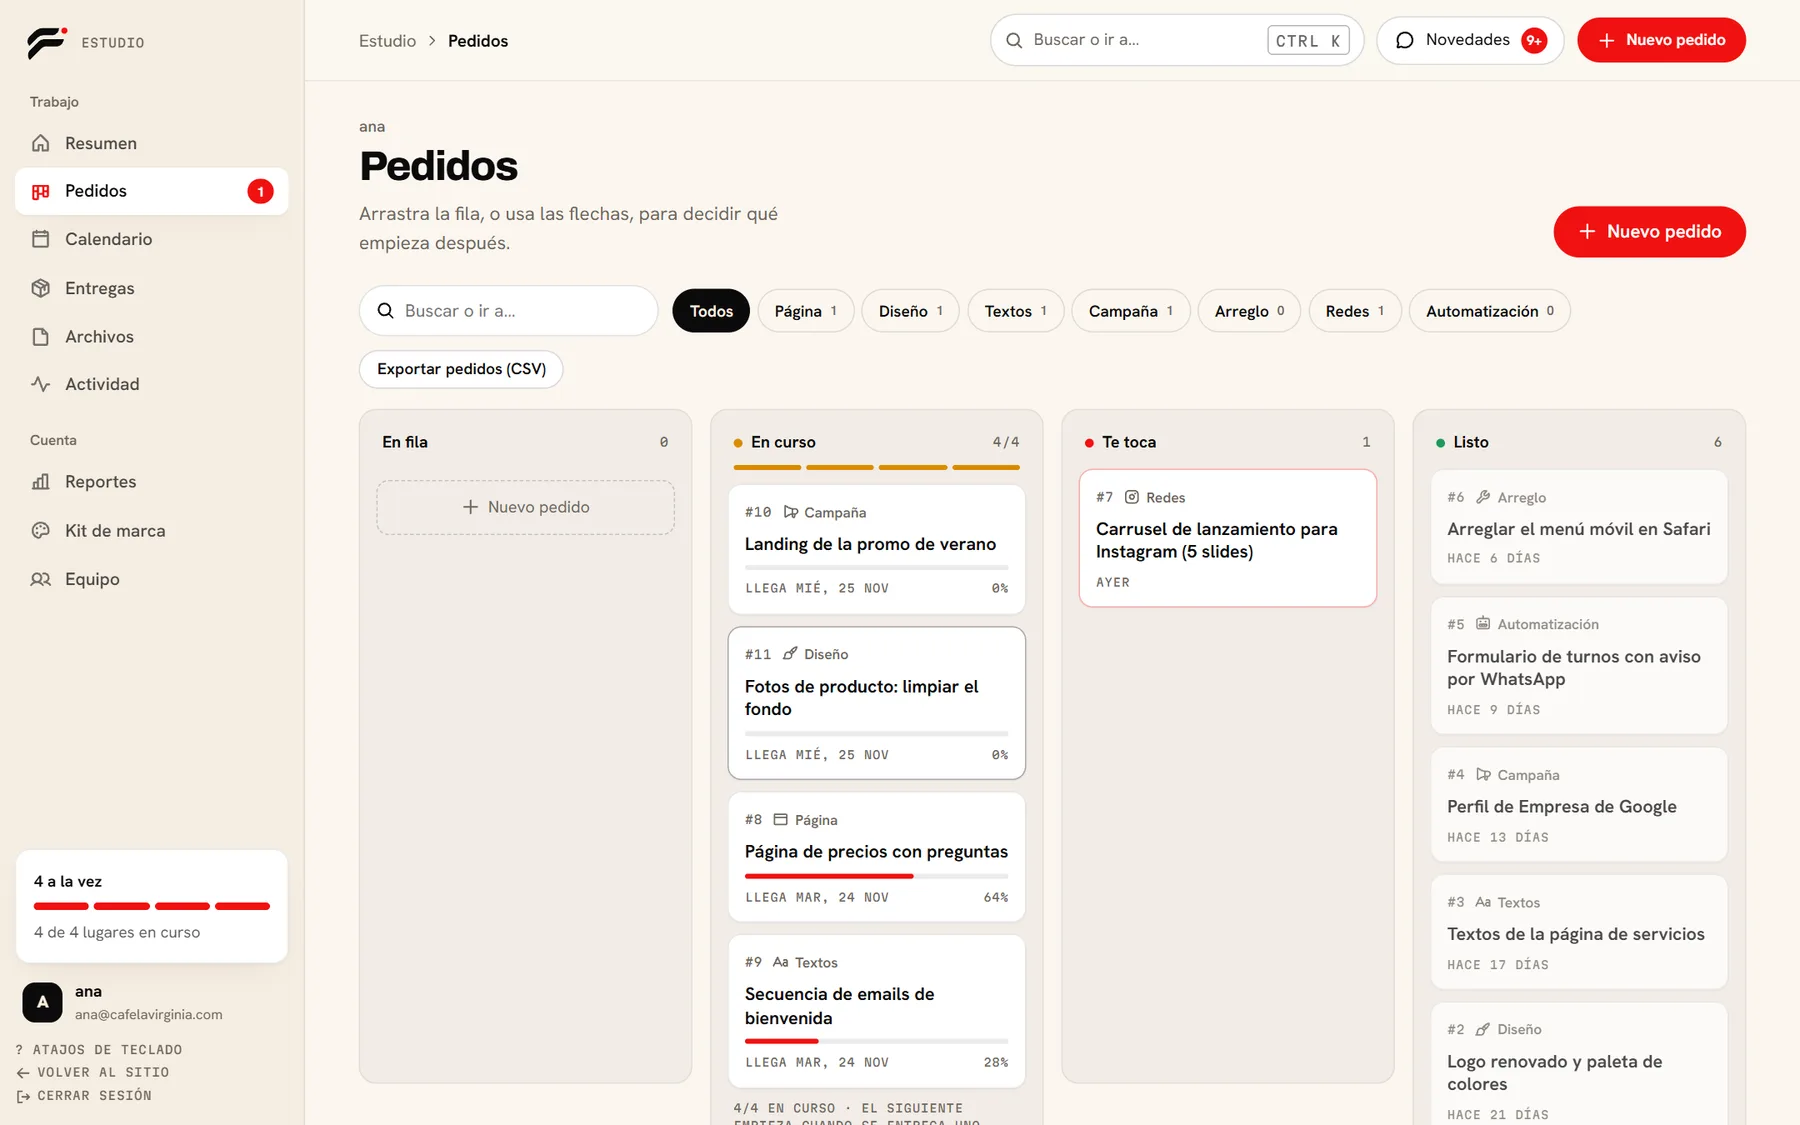 ESTUDIO
Trabajo
Resumen
Pedidos 1
Calendario
Entregas
Archivos
Actividad
Cuenta
Reportes
Kit de marca
Equipo
4 a la vez
4 de 4 lugares en curso
A
ana
ana@cafelavirginia.com
? ATAJOS DE TECLADO
VOLVER AL SITIO
CERRAR SESIÓN
Estudio > Pedidos
Buscar o ir a...
CTRL K
Novedades 9+
+ Nuevo pedido
ana
Pedidos
Arrastra la fila, o usa las flechas, para decidir qué
empieza después.
+ Nuevo pedido
Buscar o ir a...
Todos
Página 1
Diseño 1
Textos 1
Campaña 1
Arreglo 0
Redes 1
Automatización 0
Exportar pedidos (CSV)
En fila 0
+ Nuevo pedido
En curso 4/4
#10 Campaña
Landing de la promo de verano
LLEGA MIÉ, 25 NOV 0%
#11 Diseño
Fotos de producto: limpiar el
fondo
LLEGA MIÉ, 25 NOV 0%
#8 Página
Página de precios con preguntas
LLEGA MAR, 24 NOV 64%
#9 Aa Textos
Secuencia de emails de
bienvenida
LLEGA MAR, 24 NOV 28%
4/4 EN CURSO · EL SIGUIENTE
EMPIEZA CUANDO SE ENTREGA UNO
Te toca 1
#7 Redes
Carrusel de lanzamiento para
Instagram (5 slides)
AYER
Listo 6
#6 Arreglo
Arreglar el menú móvil en Safari
HACE 6 DÍAS
#5 Automatización
Formulario de turnos con aviso
por WhatsApp
HACE 9 DÍAS
#4 Campaña
Perfil de Empresa de Google
HACE 13 DÍAS
#3 Aa Textos
Textos de la página de servicios
HACE 17 DÍAS
#2 Diseño
Logo renovado y paleta de
colores
HACE 21 DÍAS